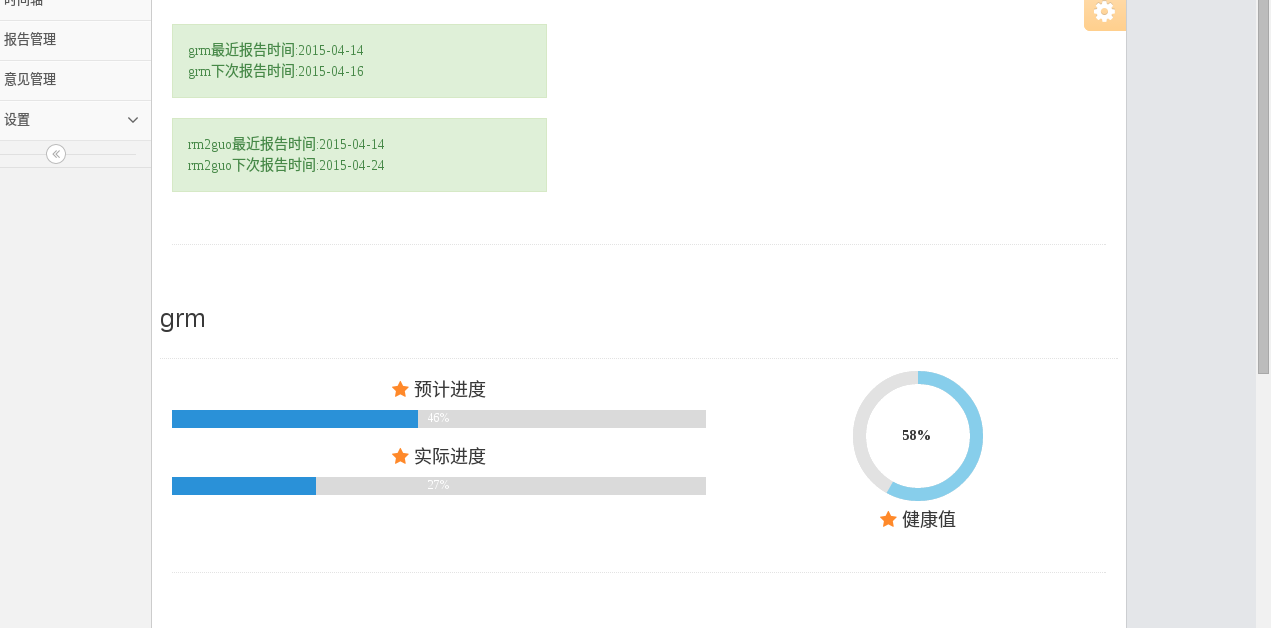 时间轴
报告管理
意见管理
设置
grm最近报告时间:2015-04-14
grm下次报告时间:2015-04-16
rm2guo最近报告时间:2015-04-14
rm2guo下次报告时间:2015-04-24
grm
预计进度
46%
实际进度
27%
58%
健康值